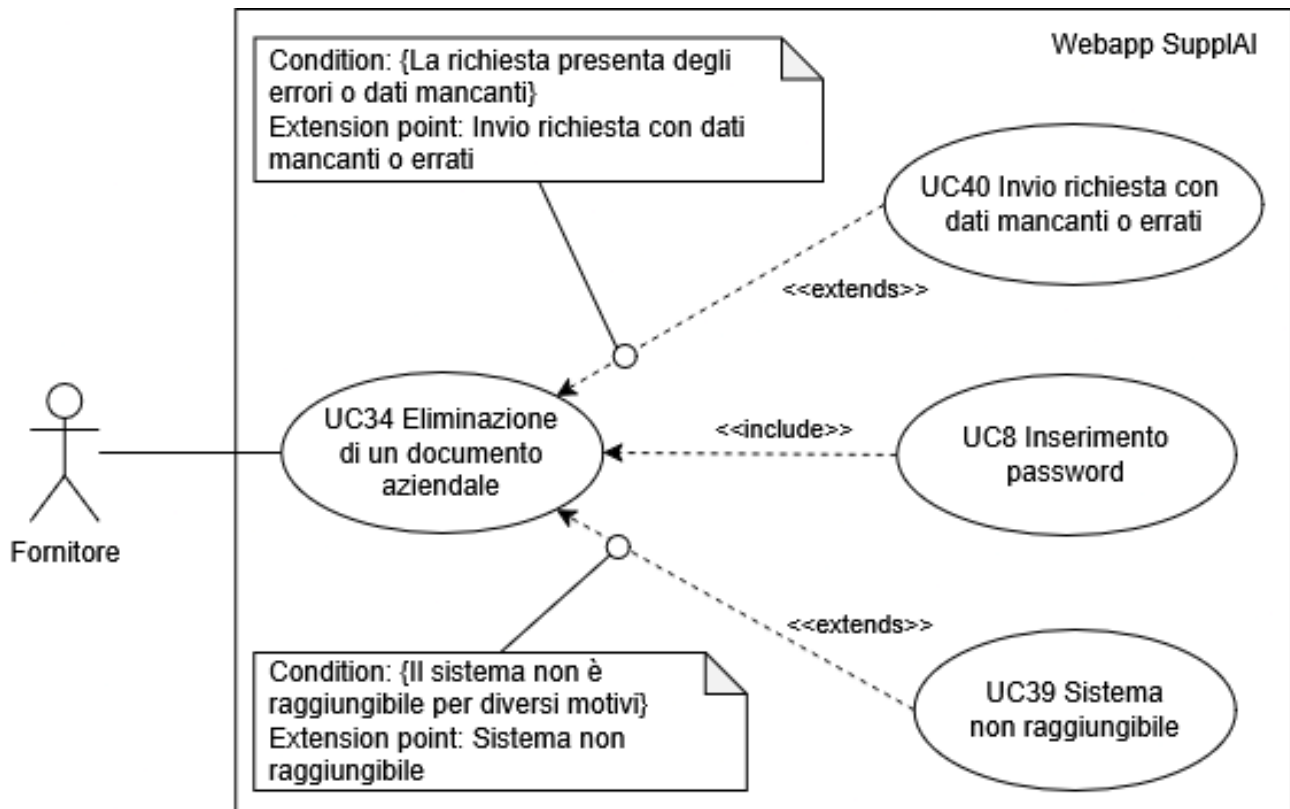 Webapp SupplAI
Condition: {La richiesta presenta degli
errori o dati mancanti}
Extension point: Invio richiesta con dati
mancanti o errati
UC40 Invio richiesta con
dati mancanti o errati
<<extends>>
UC34 Eliminazione
di un documento
aziendale
<<include>>
UC8 Inserimento
password
Fornitore
<<extends>>
Condition: {Il sistema non è
raggiungibile per diversi motivi}
Extension point: Sistema non
raggiungibile
UC39 Sistema
non raggiungibile